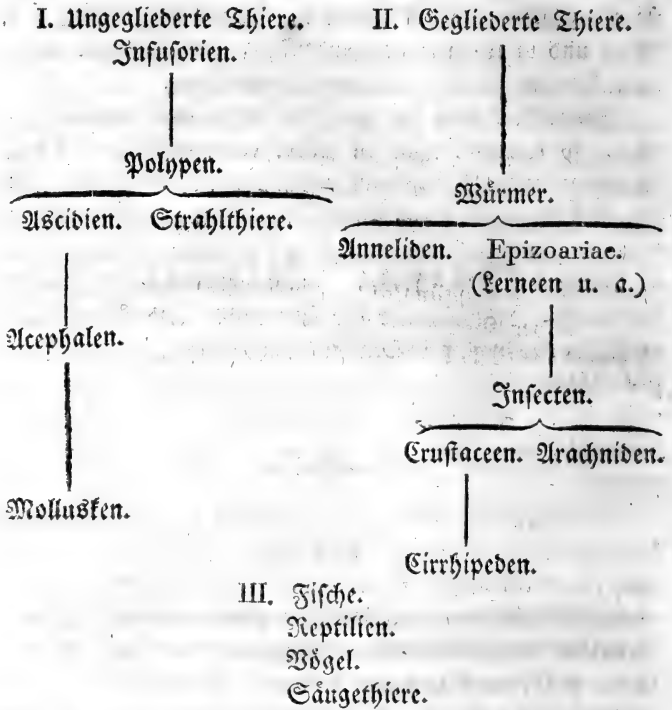 I. Ungegliederte Thiere.
Infusorien.
Polypen.
Ascidien. Strahlthiere.
Acephalen.
Mollusken.
II. Gegliederte Thiere.
Würmer.
Anneliden. Epizoariae.
(Lerneen u. a.)
Insecten.
Crustaceen. Arachniden.
Cirrhipeden.
III. Fische.
Reptilien.
Vögel.
Säugethiere.